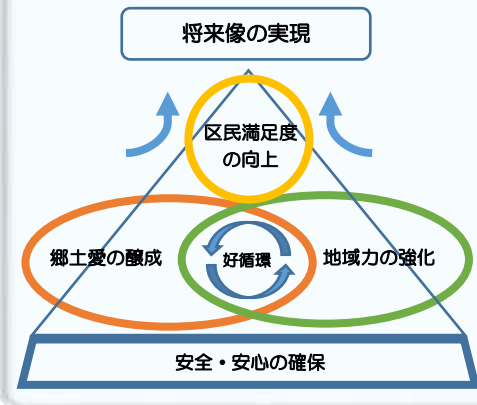 将来像の実現
区民満足度
の向上
郷土愛の醸成
好循環
地域力の強化
安全・安心の確保